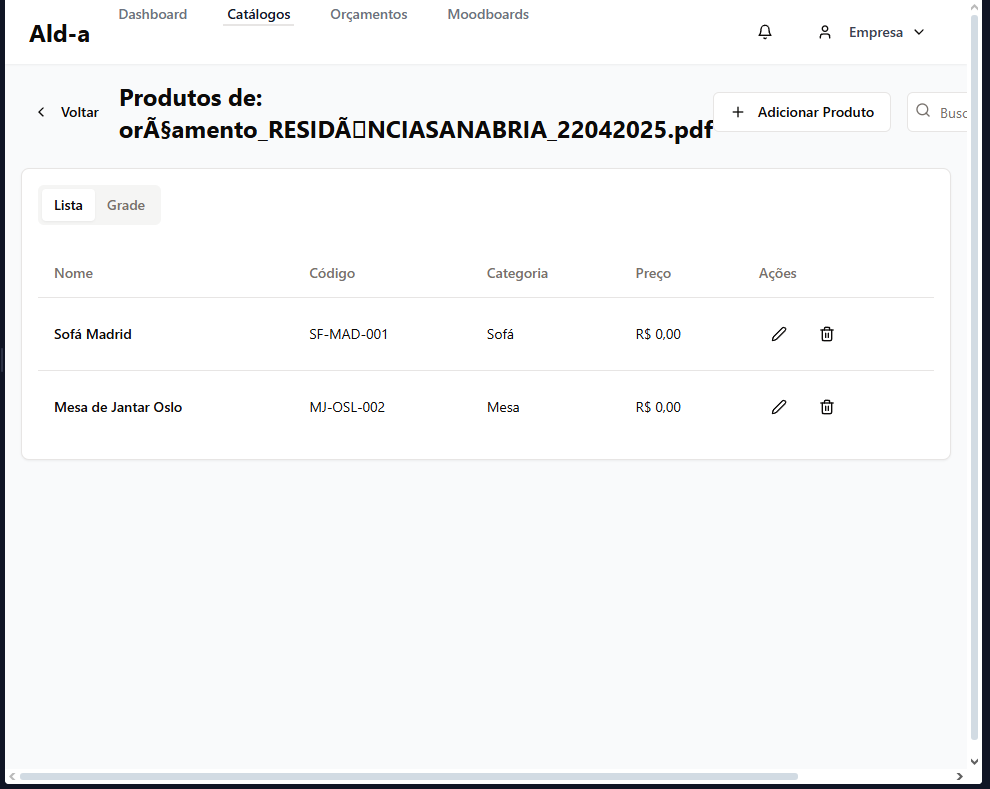 Ald-a
Dashboard
Catálogos
Orçamentos
Moodboards
Empresa
Voltar
Produtos de:
orÃ§amento_RESIDÃ□NCIASANABRIA_22042025.pdf
Adicionar Produto
Busc
Lista
Grade
Nome Código Categoria Preço Ações
Sofá Madrid SF-MAD-001 Sofá R$ 0,00
Mesa de Jantar Oslo MJ-OSL-002 Mesa R$ 0,00